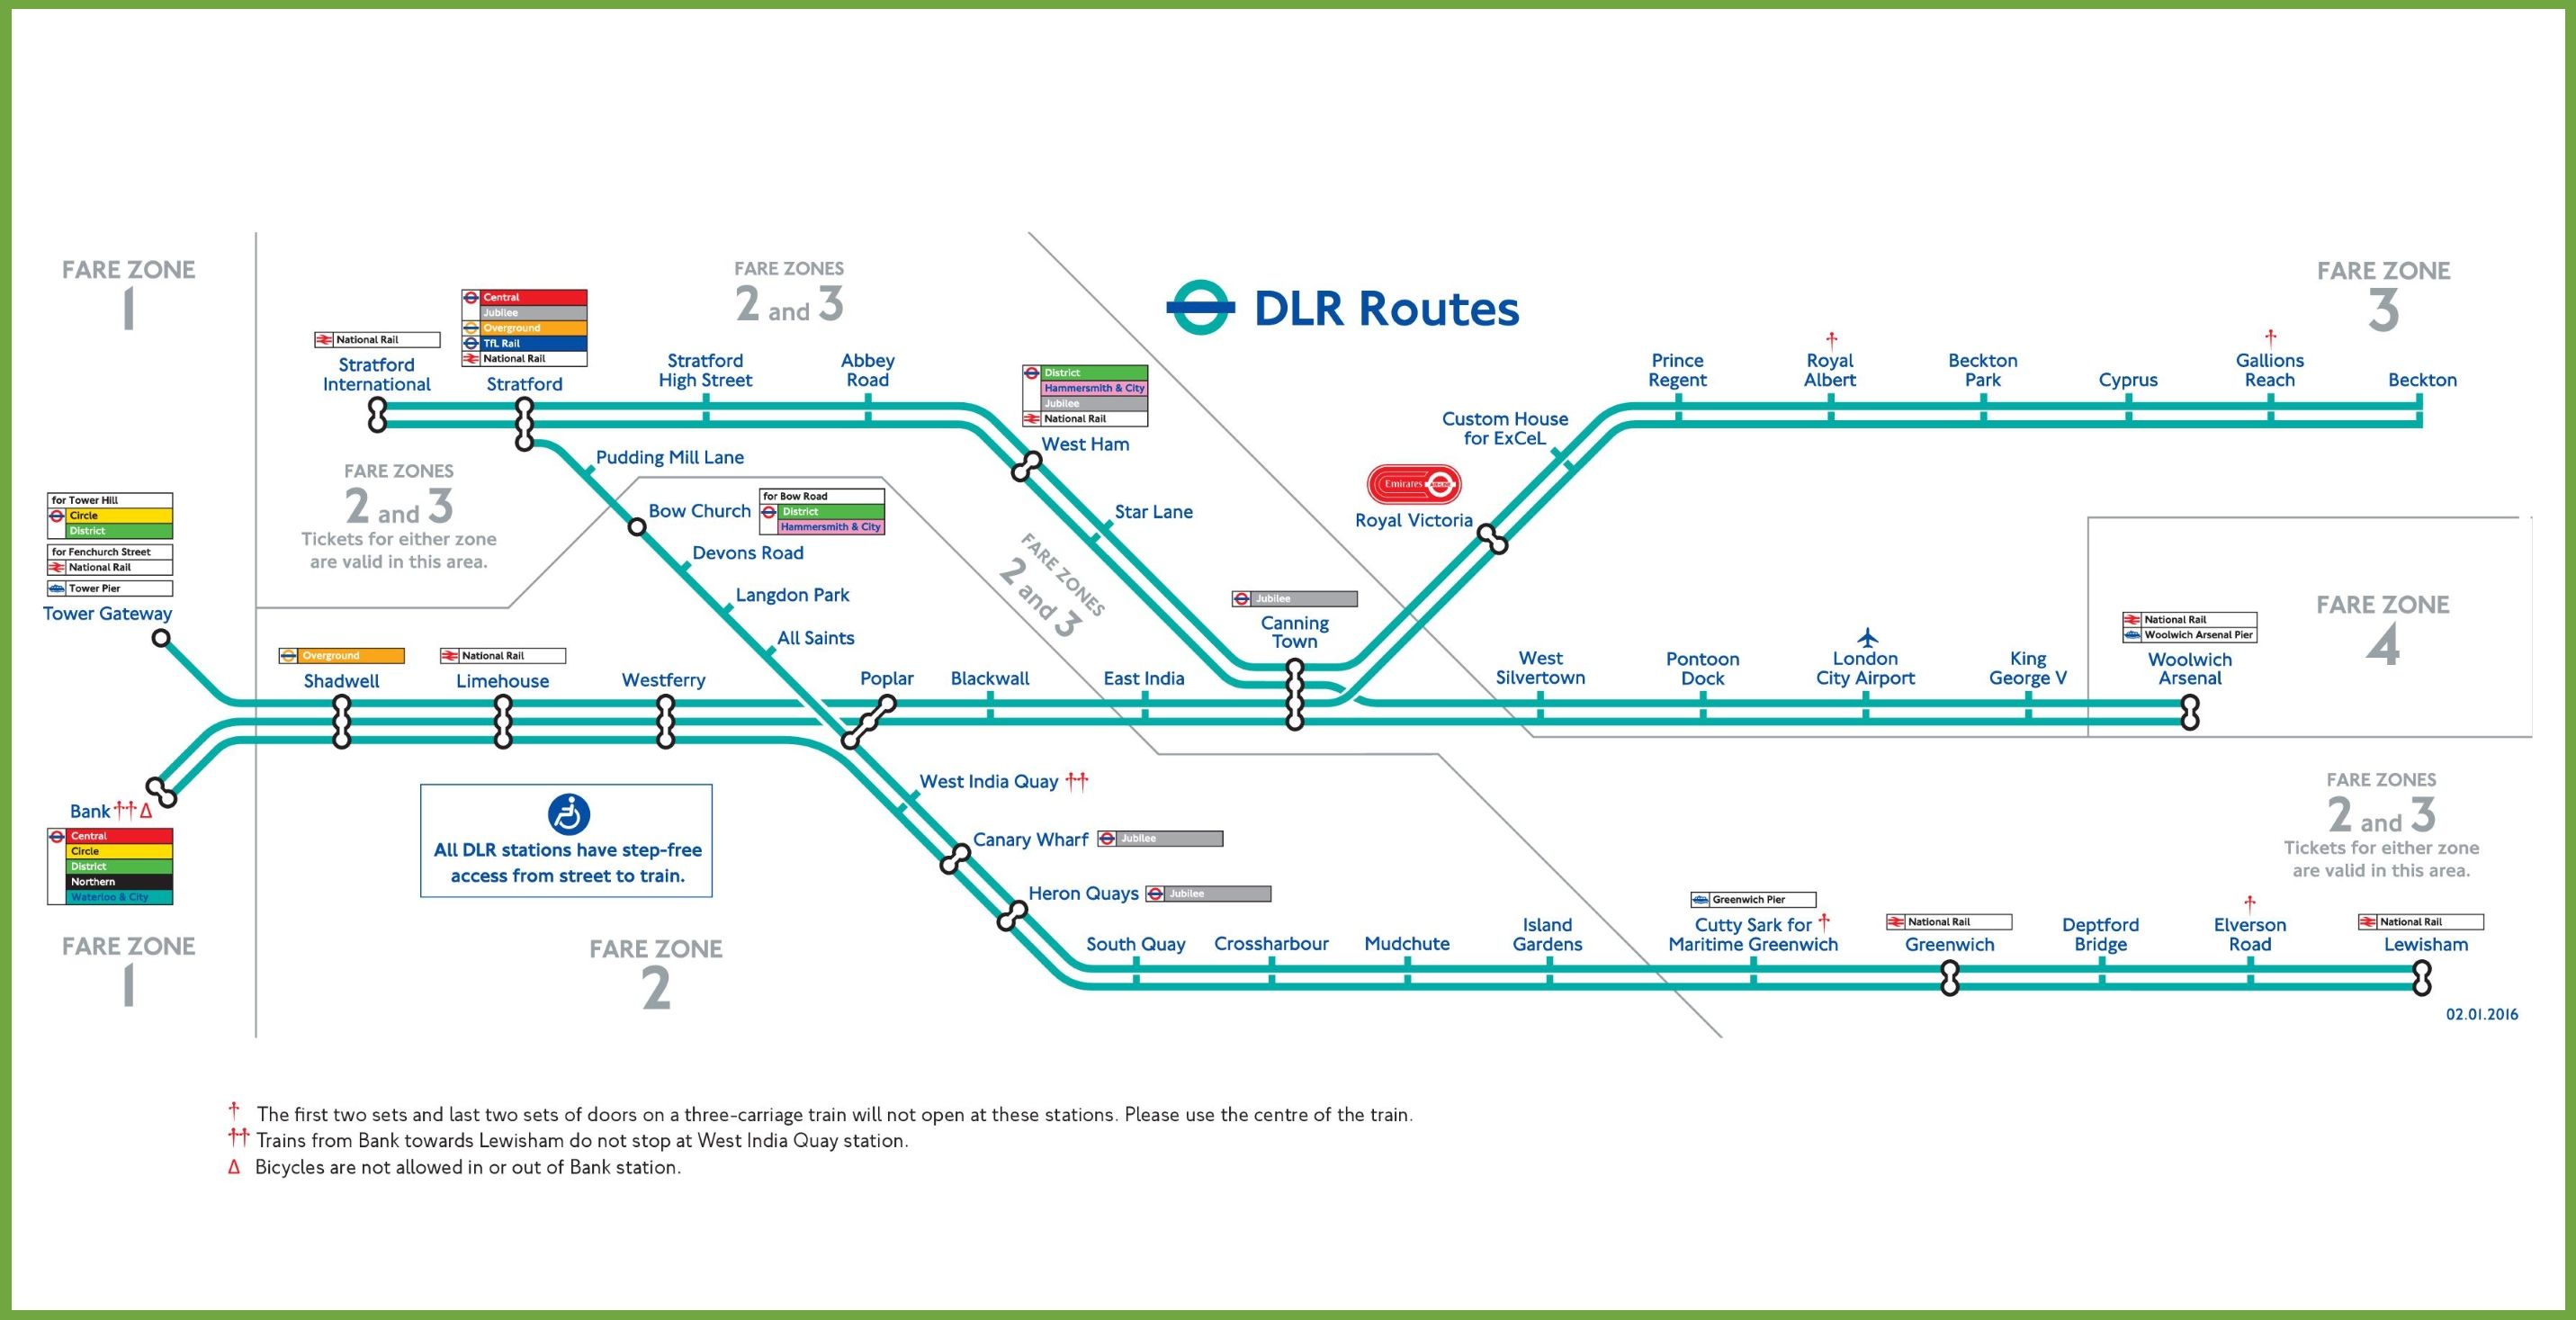 FARE ZONE
1
FARE ZONES
2 and 3
DLR Routes
FARE ZONE
3
National Rail
Stratford
International
Central
Jubilee
Overground
TfL Rail
National Rail
Stratford
Stratford
High Street
Abbey
Road
District
Hammersmith & City
Jubilee
National Rail
West Ham
Prince
Regent
†
Royal
Albert
Beckton
Park
Cyprus
†
Gallions
Reach
Beckton
Custom House
for ExCeL
Emirates
AIR LINE
Royal Victoria
FARE ZONES
2 and 3
Tickets for either zone
are valid in this area.
Pudding Mill Lane
Bow Church
for Bow Road
District
Hammersmith & City
Devons Road
Langdon Park
All Saints
Star Lane
FARE ZONES
2 and 3
for Tower Hill
Circle
District
for Fenchurch Street
National Rail
Tower Pier
Tower Gateway
Overground
Shadwell
National Rail
Limehouse
Westferry
Poplar
Blackwall
East India
Jubilee
Canning
Town
West
Silvertown
Pontoon
Dock
London
City Airport
King
George V
National Rail
Woolwich Arsenal Pier
Woolwich
Arsenal
FARE ZONE
4
Bank †† Δ
Central
Circle
District
Northern
Waterloo & City
FARE ZONE
1
All DLR stations have step-free
access from street to train.
FARE ZONE
2
West India Quay ††
Canary Wharf
Jubilee
Heron Quays
Jubilee
South Quay
Crossharbour
Mudchute
Island
Gardens
Greenwich Pier
Cutty Sark for †
Maritime Greenwich
National Rail
Greenwich
Deptford
Bridge
†
Elverson
Road
National Rail
Lewisham
FARE ZONES
2 and 3
Tickets for either zone
are valid in this area.
02.01.2016
† The first two sets and last two sets of doors on a three-carriage train will not open at these stations. Please use the centre of the train.
†† Trains from Bank towards Lewisham do not stop at West India Quay station.
Δ Bicycles are not allowed in or out of Bank station.